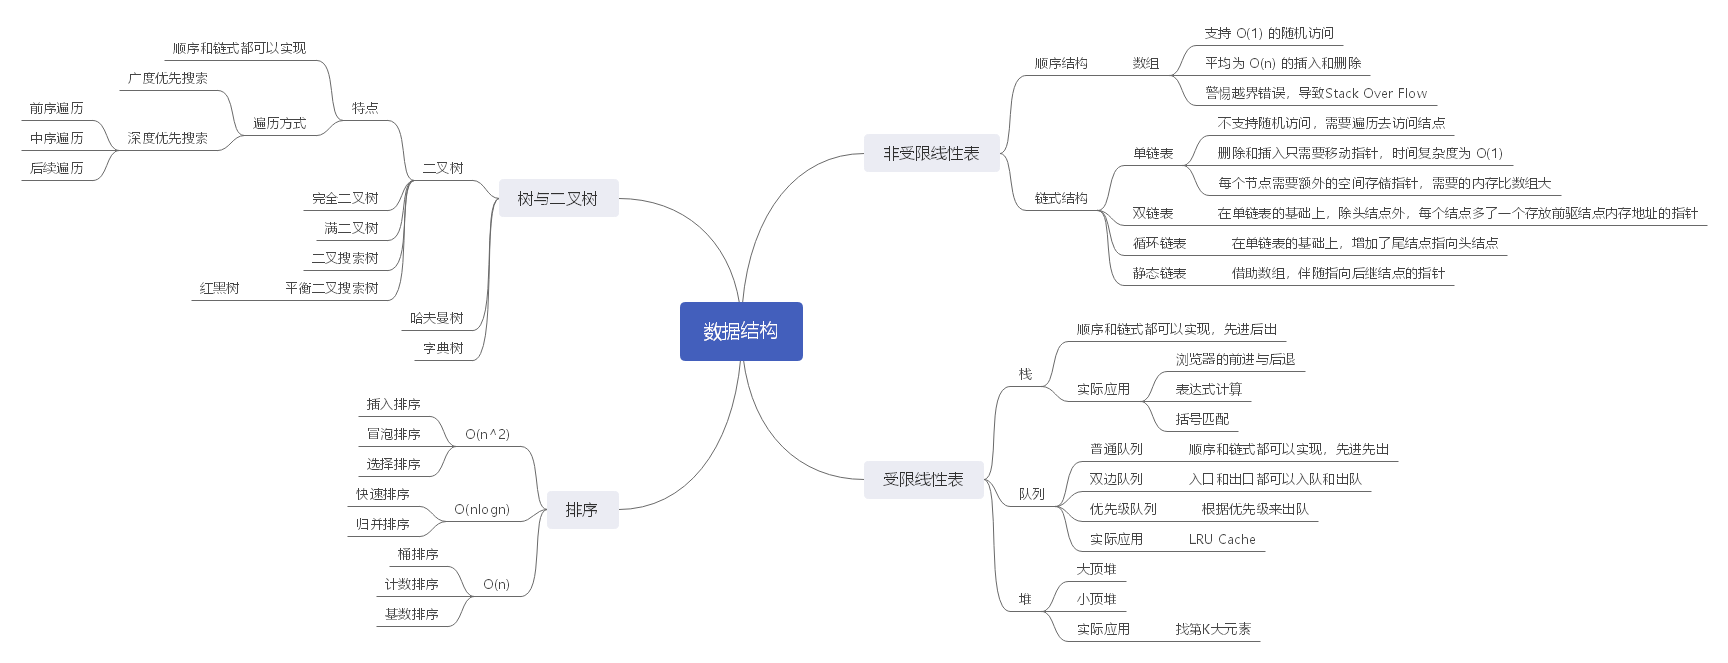 数据结构
非受限线性表
顺序结构
数组
支持 O(1) 的随机访问
平均为 O(n) 的插入和删除
警惕越界错误，导致Stack Over Flow
链式结构
单链表
不支持随机访问，需要遍历去访问结点
删除和插入只需要移动指针，时间复杂度为 O(1)
每个节点需要额外的空间存储指针，需要的内存比数组大
双链表
在单链表的基础上，除头结点外，每个结点多了一个存放前驱结点内存地址的指针
循环链表
在单链表的基础上，增加了尾结点指向头结点
静态链表
借助数组，伴随指向后继结点的指针
受限线性表
栈
顺序和链式都可以实现，先进后出
实际应用
浏览器的前进与后退
表达式计算
括号匹配
队列
普通队列
顺序和链式都可以实现，先进先出
双边队列
入口和出口都可以入队和出队
优先级队列
根据优先级来出队
实际应用
LRU Cache
堆
大顶堆
小顶堆
实际应用
找第K大元素
树与二叉树
二叉树
特点
顺序和链式都可以实现
遍历方式
广度优先搜索
深度优先搜索
前序遍历
中序遍历
后续遍历
完全二叉树
满二叉树
二叉搜索树
平衡二叉搜索树
红黑树
哈夫曼树
字典树
排序
O(n^2)
插入排序
冒泡排序
选择排序
O(nlogn)
快速排序
归并排序
O(n)
桶排序
计数排序
基数排序